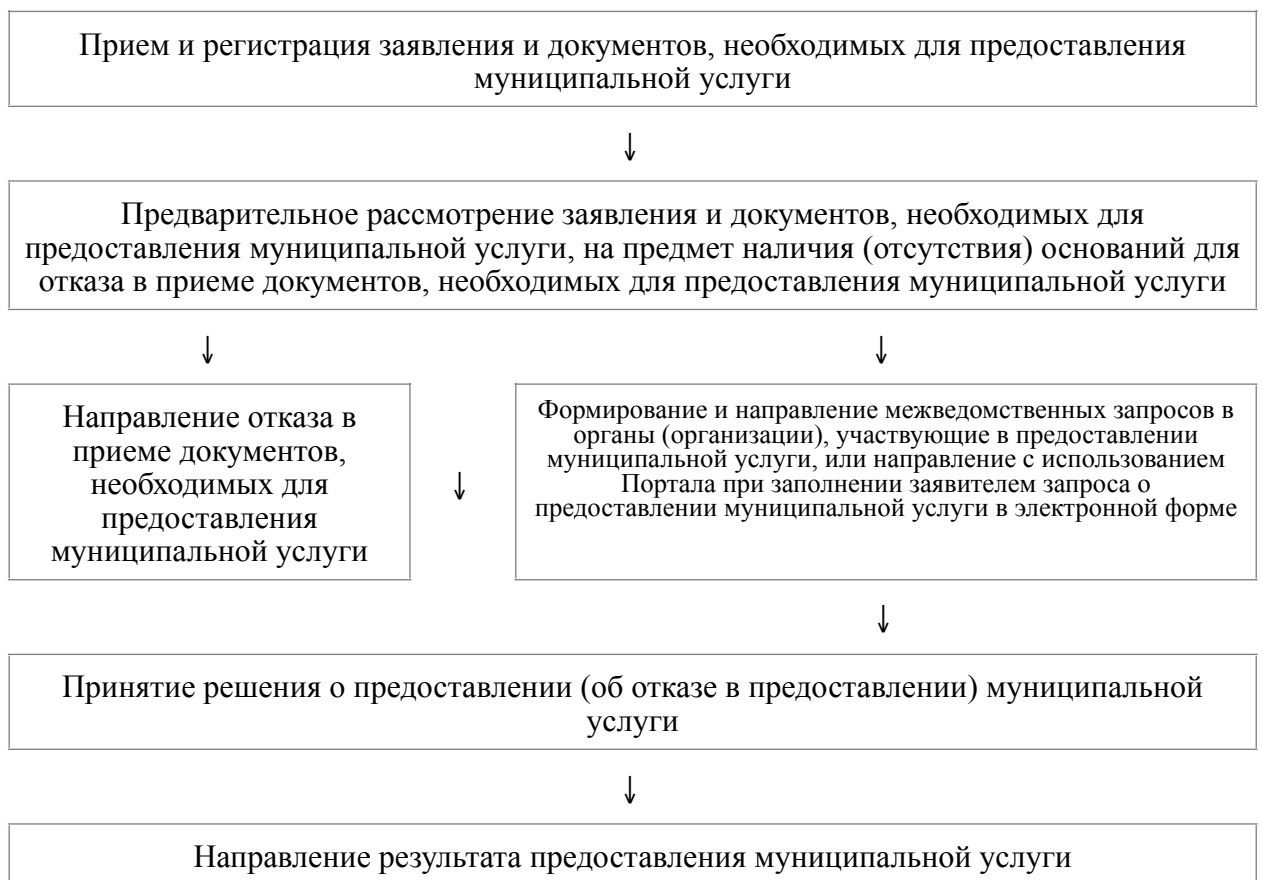 Прием и регистрация заявления и документов, необходимых для предоставления
муниципальной услуги
↓
Предварительное рассмотрение заявления и документов, необходимых для
предоставления муниципальной услуги, на предмет наличия (отсутствия) оснований для
отказа в приеме документов, необходимых для предоставления муниципальной услуги
↓ ↓
Направление отказа в
приеме документов,
необходимых для
предоставления
муниципальной услуги
↓
Формирование и направление межведомственных запросов в
органы (организации), участвующие в предоставлении
муниципальной услуги, или направление с использованием
Портала при заполнении заявителем запроса о
предоставлении муниципальной услуги в электронной форме
↓
Принятие решения о предоставлении (об отказе в предоставлении) муниципальной
услуги
↓
Направление результата предоставления муниципальной услуги